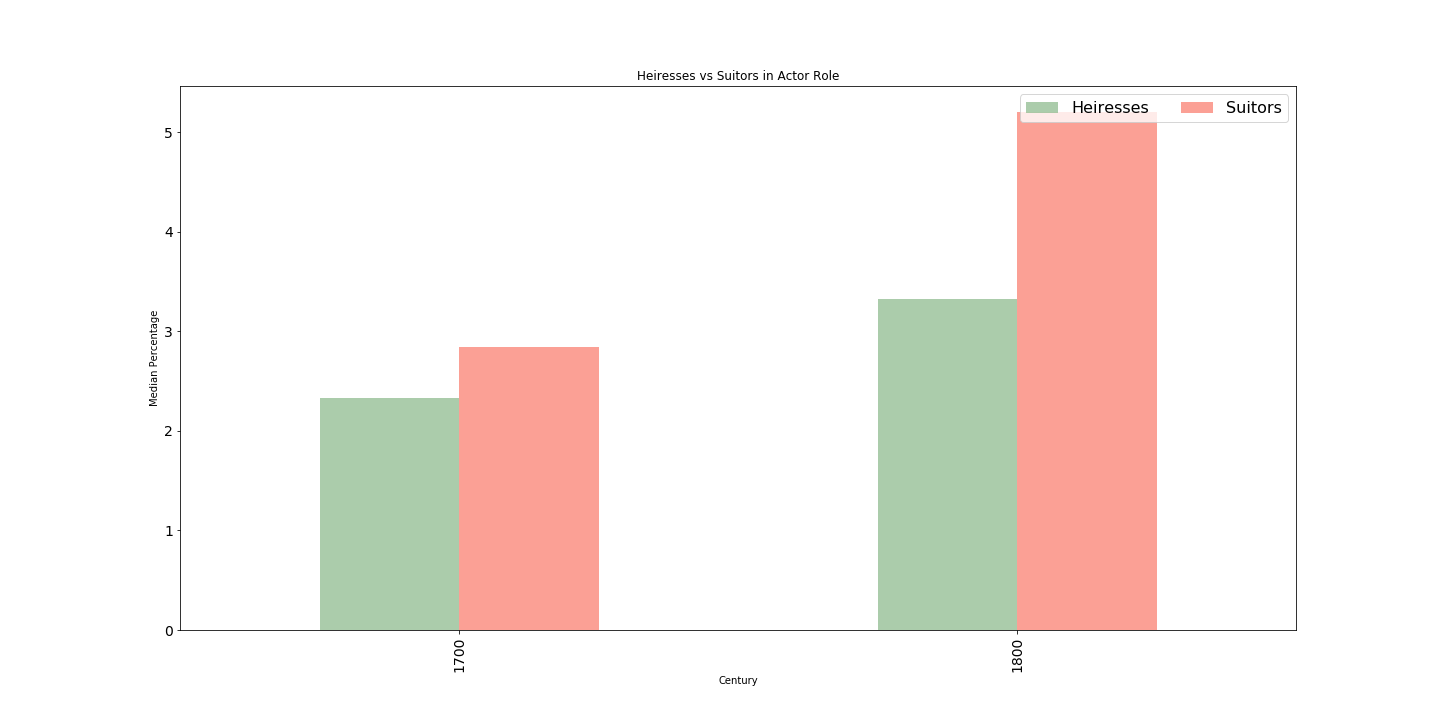 Heiresses vs Suitors in Actor Role
Heiresses Suitors
5
4
3
2
1
0
Median Percentage
1700 1800
Century